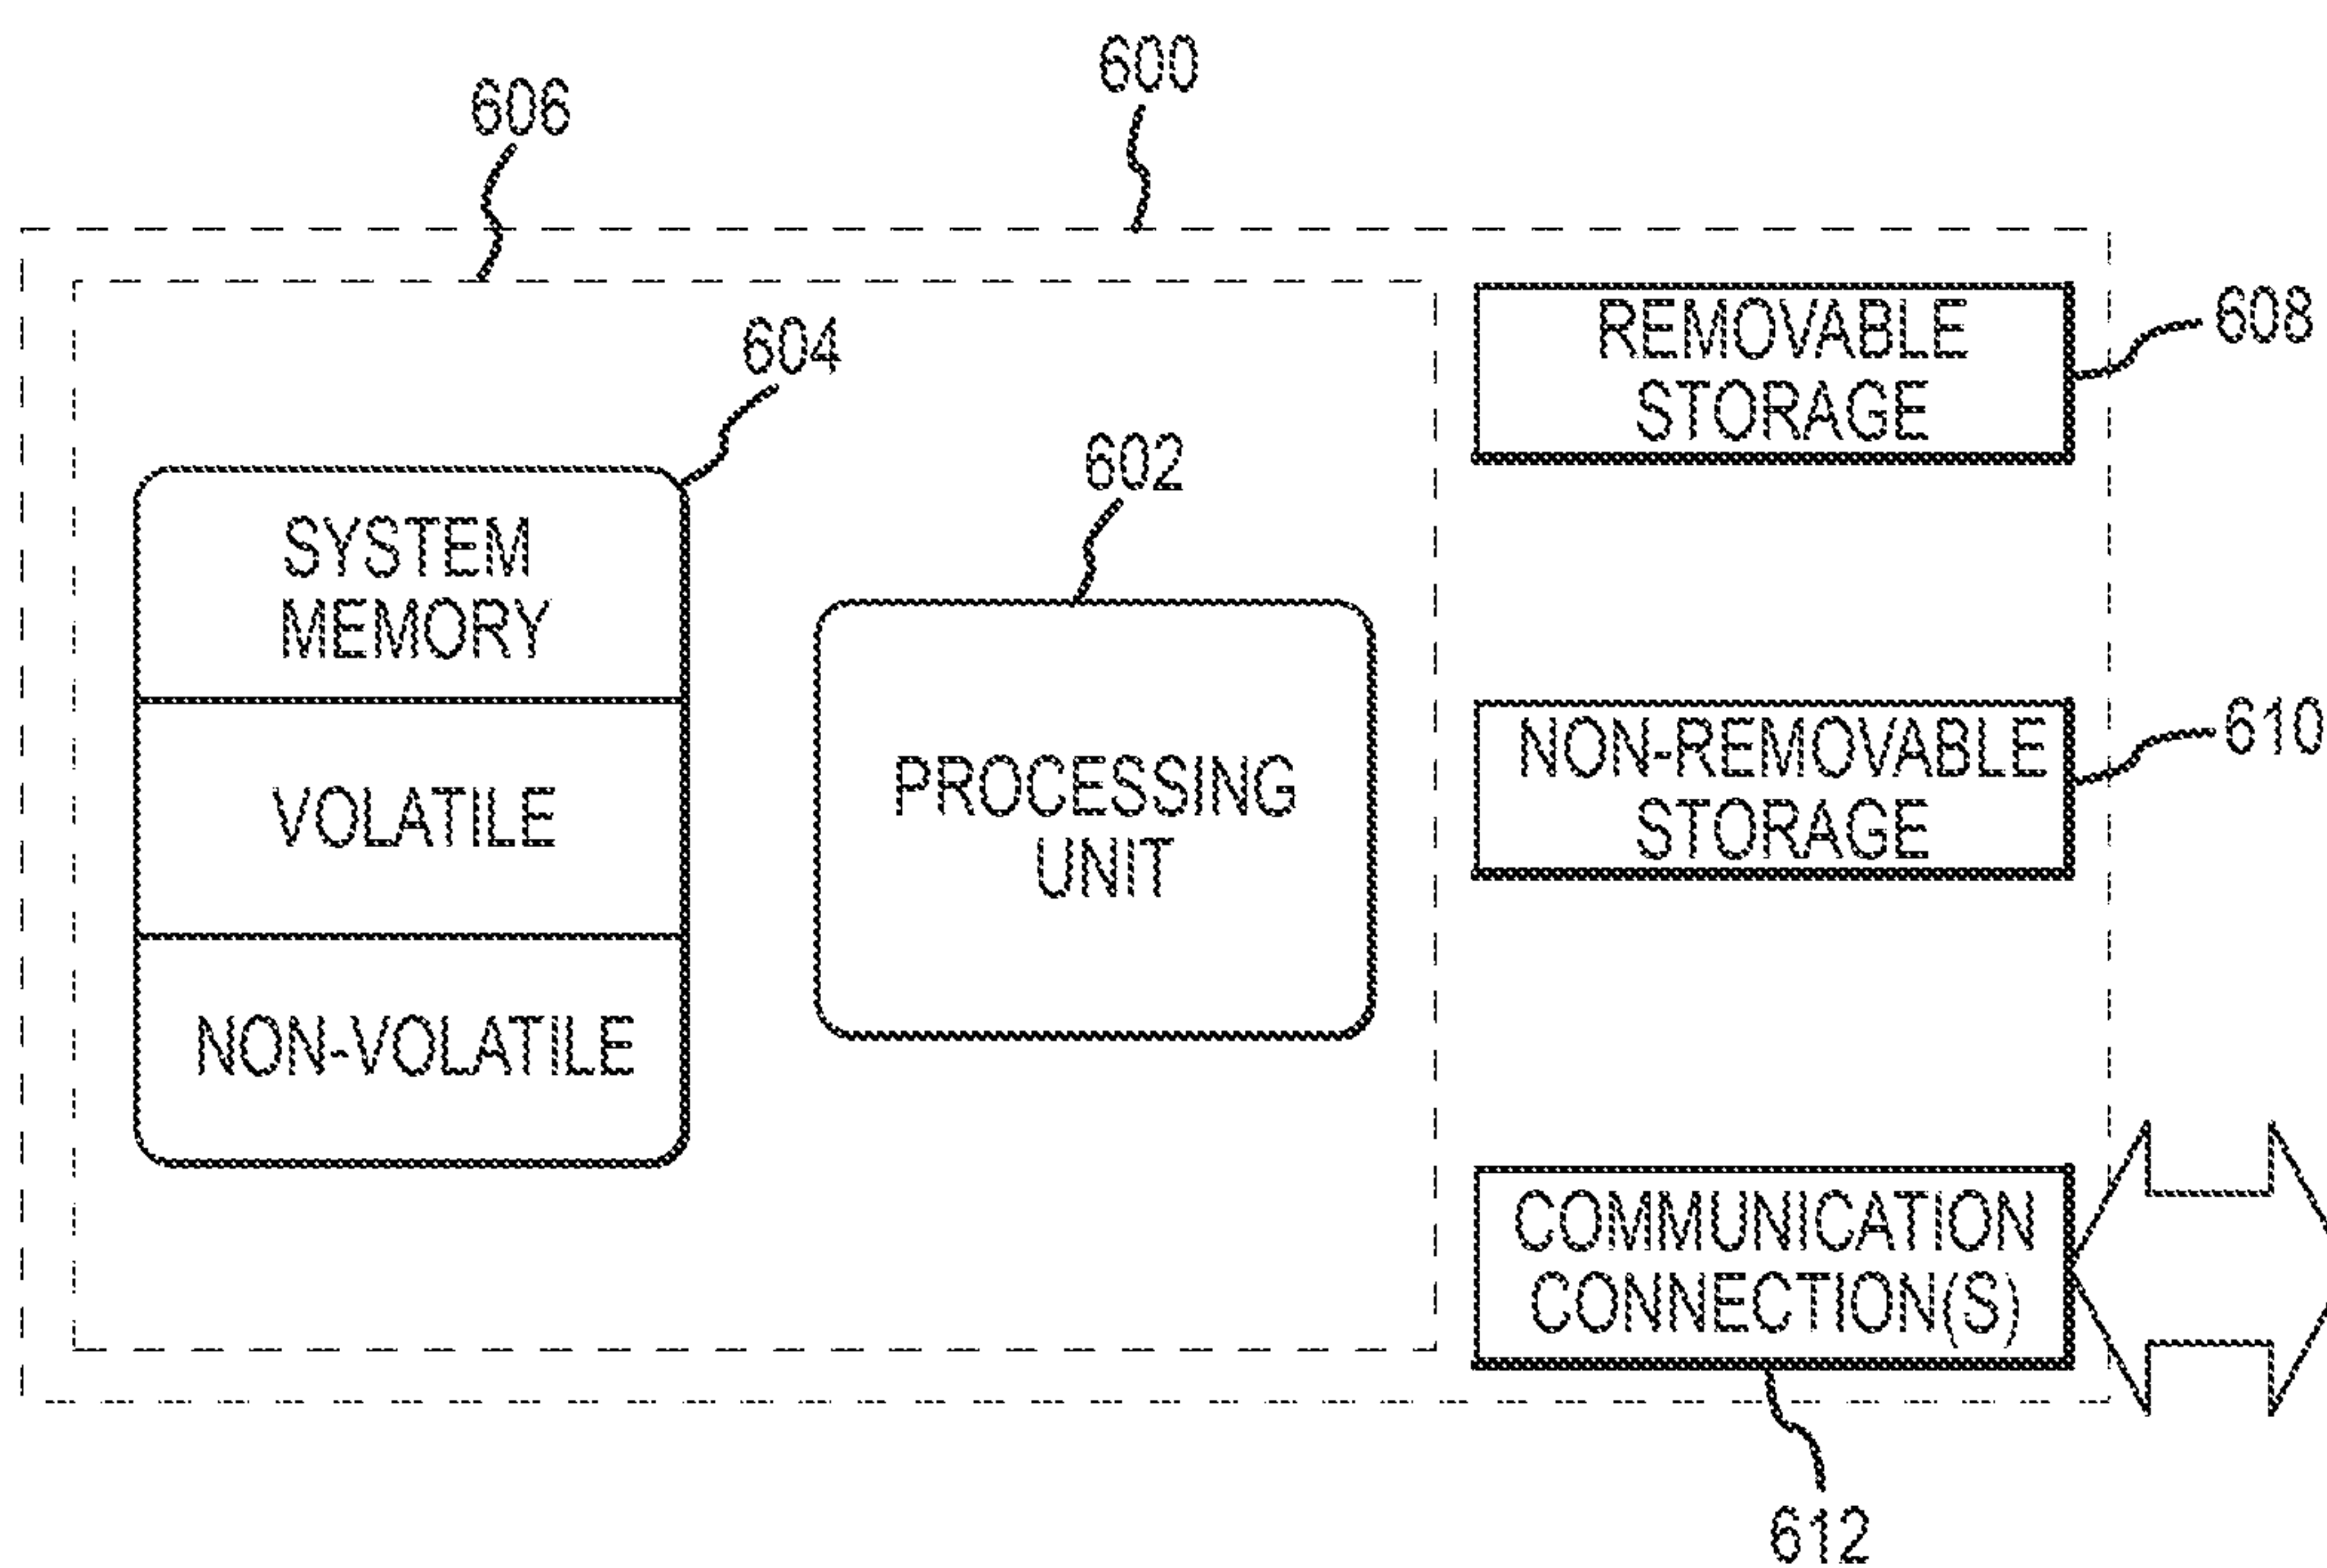 600
606
604
602
608
610
612
SYSTEM
MEMORY
VOLATILE
NON-VOLATILE
PROCESSING
UNIT
REMOVABLE
STORAGE
NON-REMOVABLE
STORAGE
COMMUNICATION
CONNECTION(S)